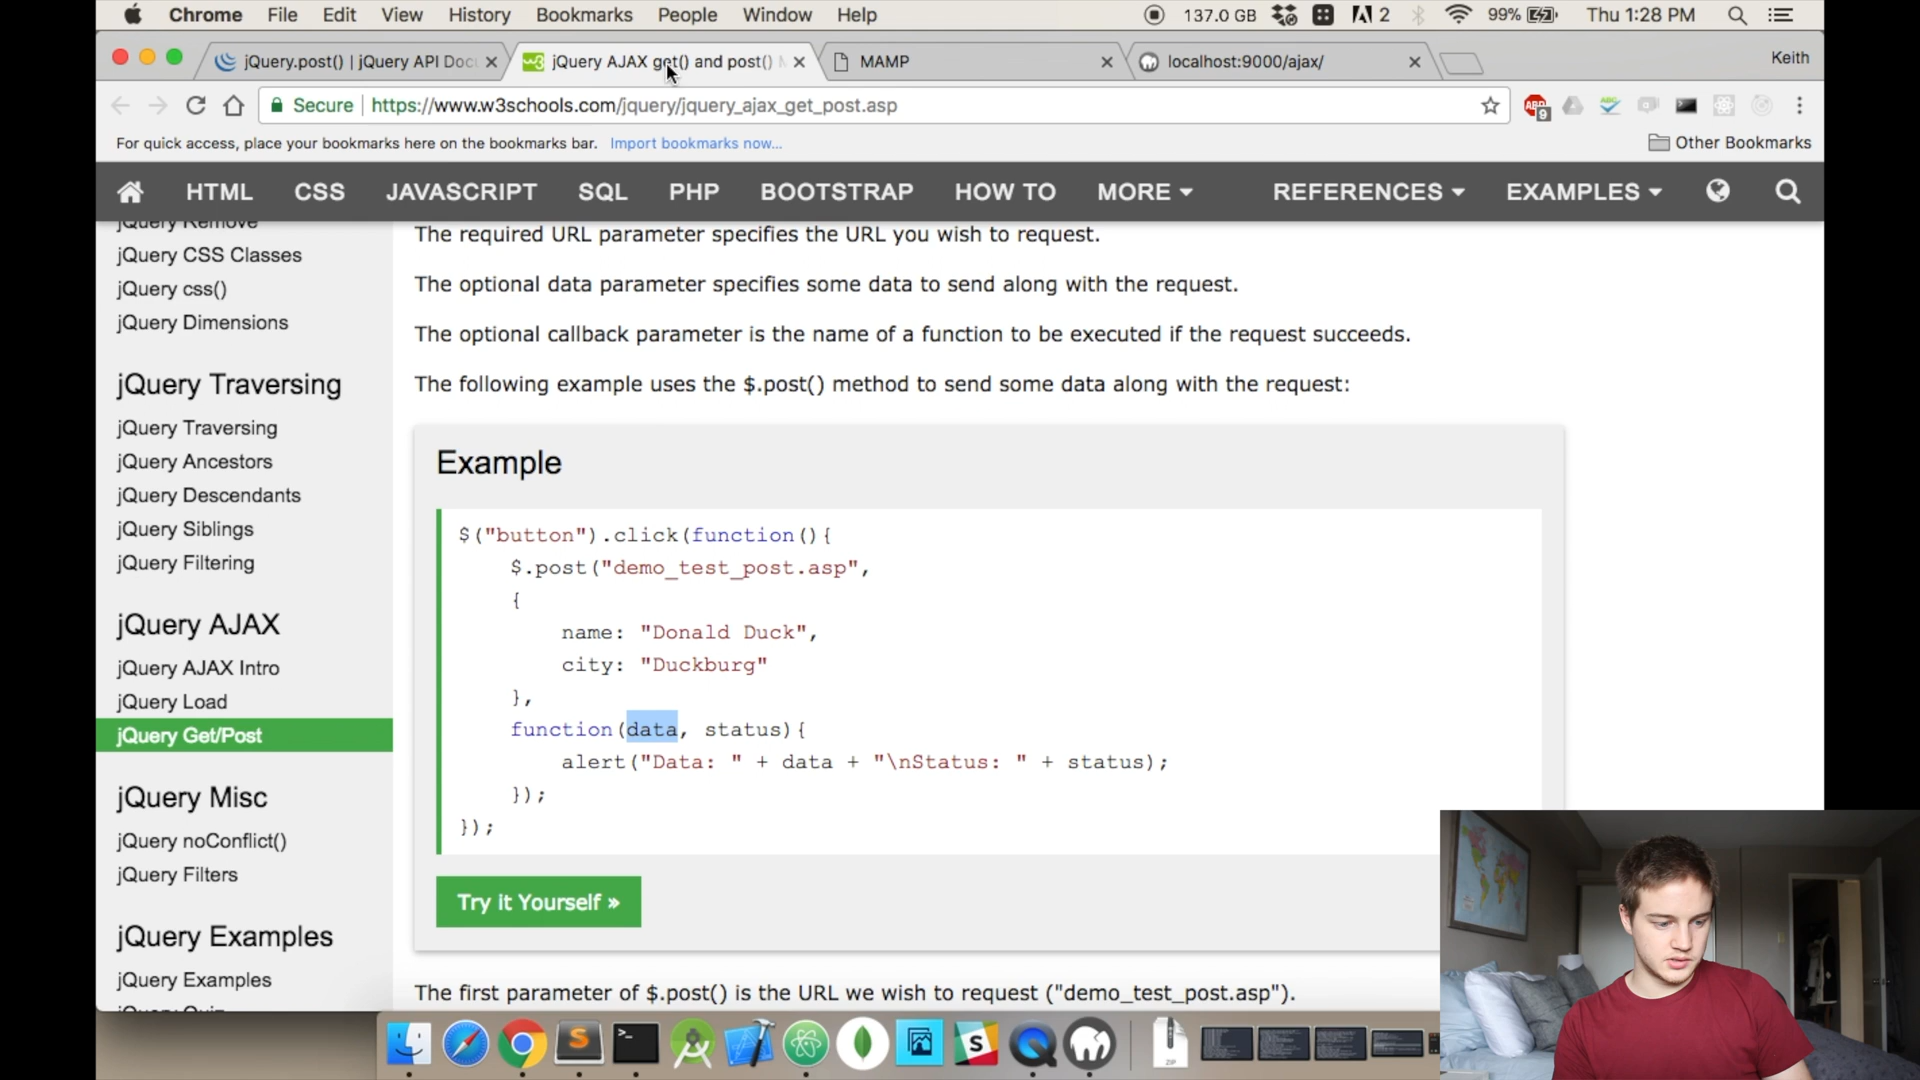 Chrome File Edit View History Bookmarks People Window Help 137.0 GB 2 99% Thu 1:28 PM
jQuery.post() | jQuery API Doc jQuery AJAX get() and post() MAMP localhost:9000/ajax/ Keith
Secure https://www.w3schools.com/jquery/jquery_ajax_get_post.asp ABP 9
For quick access, place your bookmarks here on the bookmarks bar. Import bookmarks now... Other Bookmarks
HTML CSS JAVASCRIPT SQL PHP BOOTSTRAP HOW TO MORE REFERENCES EXAMPLES
jQuery Remove
jQuery CSS Classes
jQuery css()
jQuery Dimensions
jQuery Traversing
jQuery Traversing
jQuery Ancestors
jQuery Descendants
jQuery Siblings
jQuery Filtering
jQuery AJAX
jQuery AJAX Intro
jQuery Load
jQuery Get/Post
jQuery Misc
jQuery noConflict()
jQuery Filters
jQuery Examples
jQuery Examples
jQuery Quiz
The required URL parameter specifies the URL you wish to request.
The optional data parameter specifies some data to send along with the request.
The optional callback parameter is the name of a function to be executed if the request succeeds.
The following example uses the $.post() method to send some data along with the request:
Example
$("button").click(function(){
$.post("demo_test_post.asp",
{
name: "Donald Duck",
city: "Duckburg"
},
function(data, status){
alert("Data: " + data + "\nStatus: " + status);
});
});
Try it Yourself »
The first parameter of $.post() is the URL we wish to request ("demo_test_post.asp").